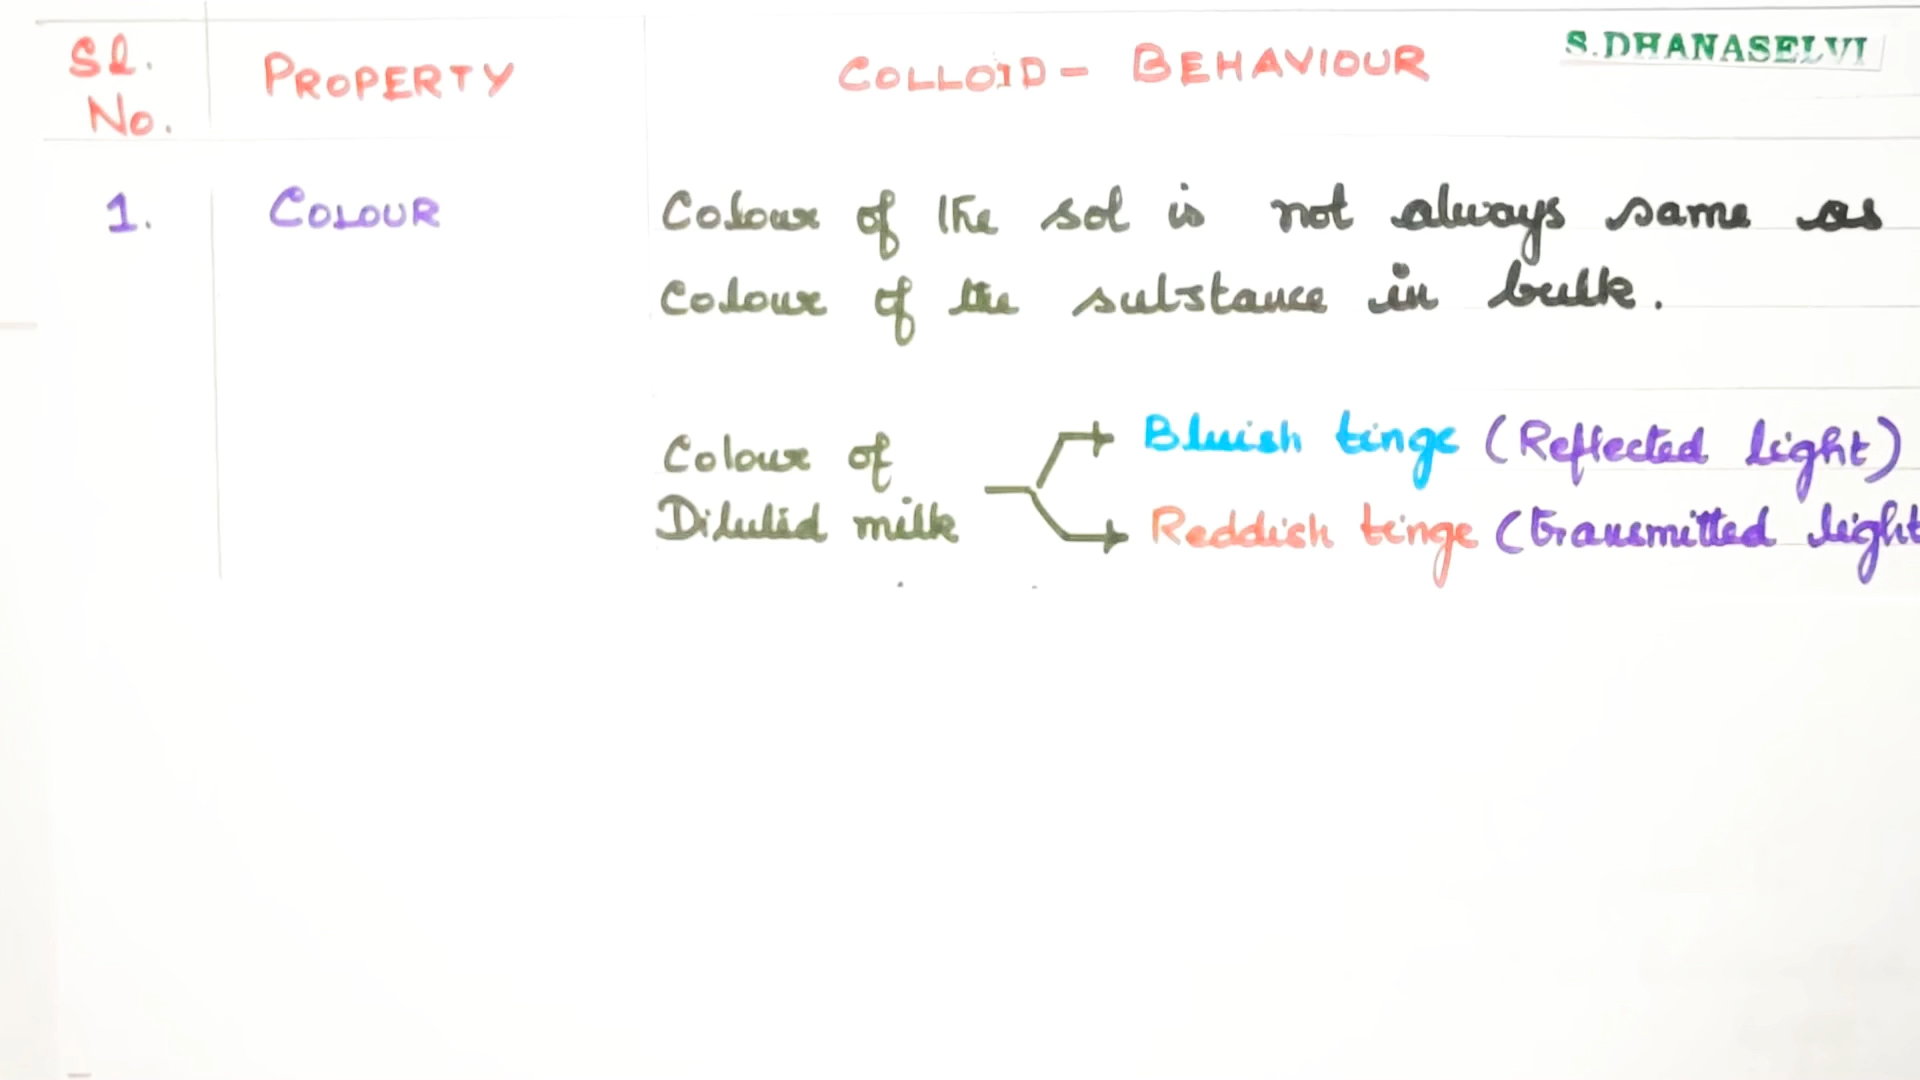 Sl. No.
PROPERTY
COLLOID - BEHAVIOUR
S.DHANASELVI
1.
COLOUR
Colour of the sol is not always same as
colour of the substance in bulk.
Colour of
Diluted milk
Bluish tinge (Reflected light)
Reddish tinge (transmitted light